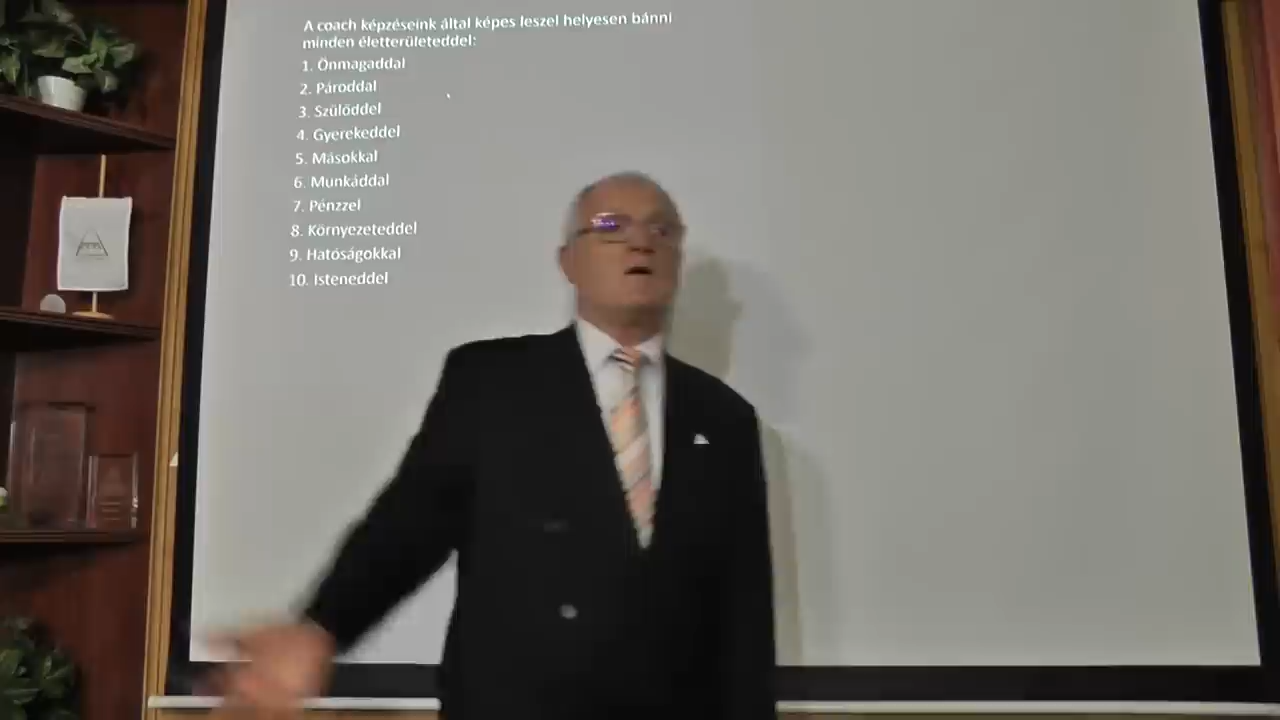 A coach képzéseink által képes leszel helyesen bánni
minden életterületeddel:
1. Önmagaddal
2. Pároddal
3. Szülőddel
4. Gyerekeddel
5. Másokkal
6. Munkáddal
7. Pénzzel
8. Környezeteddel
9. Hatóságokkal
10. Isteneddel